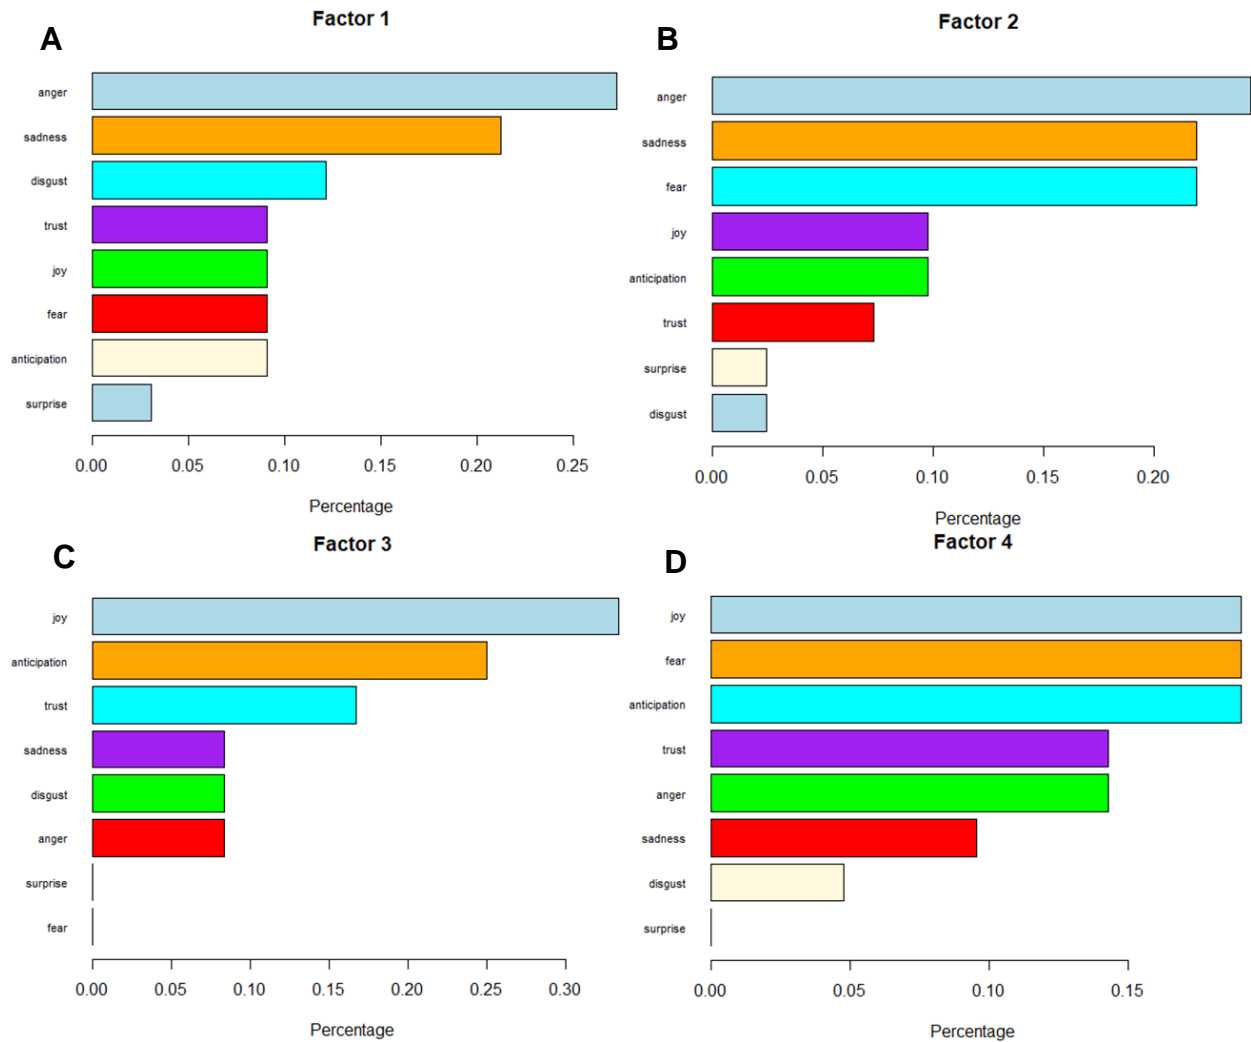 Factor 1
A
anger
sadness
disgust
trust
joy
fear
anticipation
surprise
0.00 0.05 0.10 0.15 0.20 0.25
Percentage
Factor 2
B
anger
sadness
fear
joy
anticipation
trust
surprise
disgust
0.00 0.05 0.10 0.15 0.20
Percentage
Factor 3
C
joy
anticipation
trust
sadness
disgust
anger
surprise
fear
0.00 0.05 0.10 0.15 0.20 0.25 0.30
Percentage
Factor 4
D
joy
fear
anticipation
trust
anger
sadness
disgust
surprise
0.00 0.05 0.10 0.15
Percentage